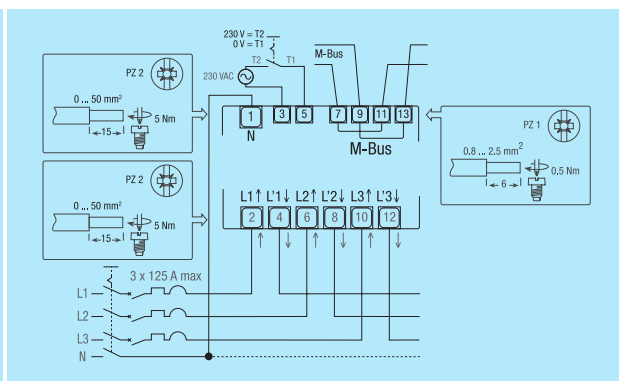 230 V = T2
0 V = T1
T2 T1
230 VAC
M-Bus
PZ 2
0 ... 50 mm²
15
5 Nm
1 3 5 7 9 11 13
N
M-Bus
PZ 1
0.8 ... 2.5 mm²
6
0,5 Nm
PZ 2
0 ... 50 mm²
15
5 Nm
L1↑ L'1↓ L2↑ L'2↓ L3↑ L'3↓
2 4 6 8 10 12
3 x 125 A max
L1
L2
L3
N